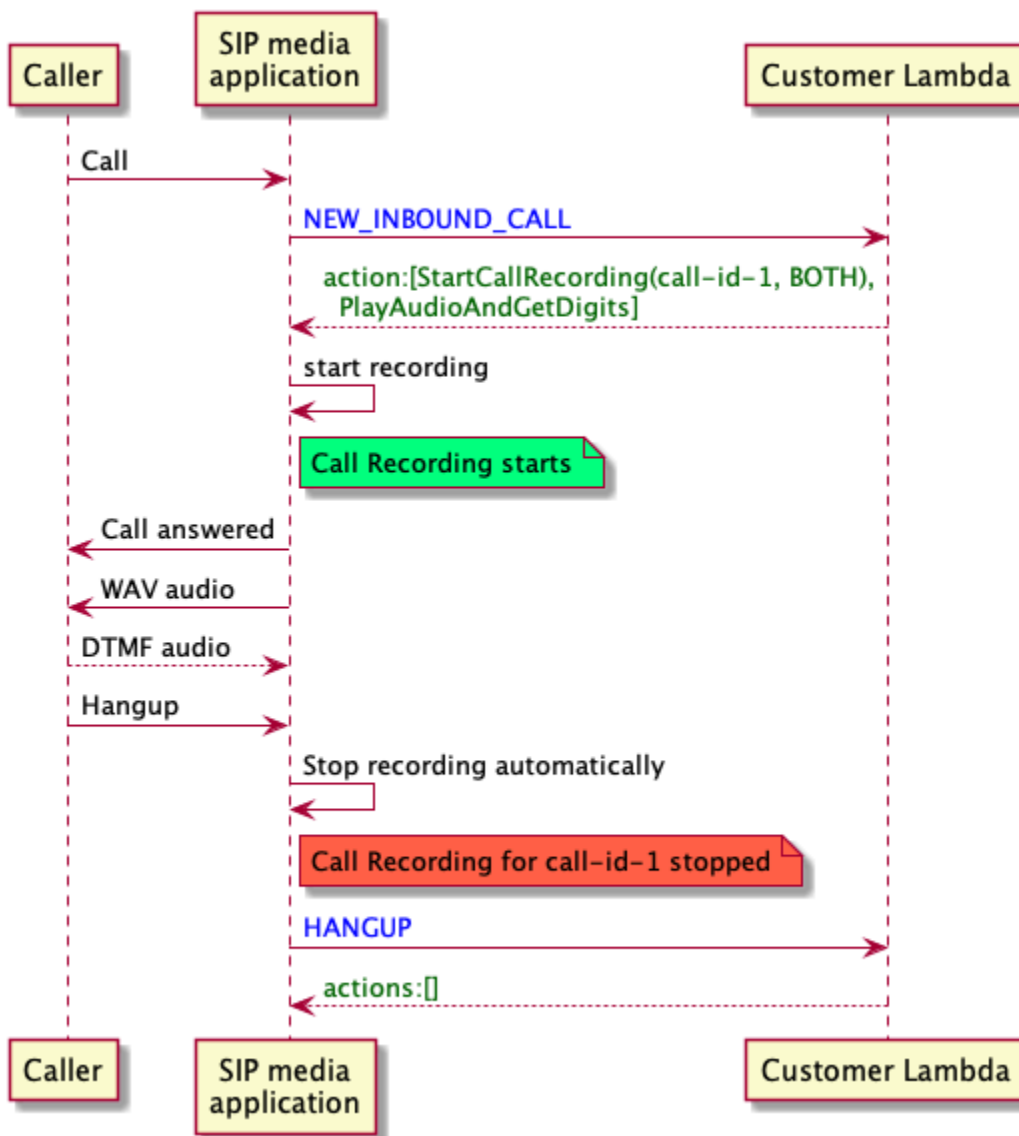 Caller
SIP media
application
Customer Lambda
Call
NEW_INBOUND_CALL
action:[StartCallRecording(call-id-1, BOTH),
PlayAudioAndGetDigits]
start recording
Call Recording starts
Call answered
WAV audio
DTMF audio
Hangup
Stop recording automatically
Call Recording for call-id-1 stopped
HANGUP
actions:[]
Caller
SIP media
application
Customer Lambda